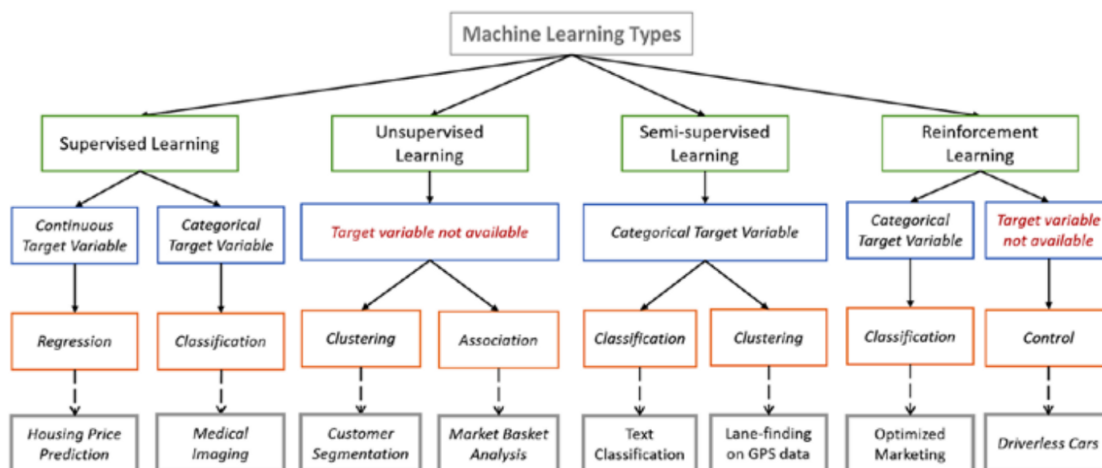 Machine Learning Types
Supervised Learning
Unsupervised
Learning
Semi-supervised
Learning
Reinforcement
Learning
Continuous
Target Variable
Categorical
Target Variable
Target variable not available
Categorical Target Variable
Categorical
Target Variable
Target variable
not available
Regression
Classification
Clustering
Association
Classification
Clustering
Classification
Control
Housing Price
Prediction
Medical
Imaging
Customer
Segmentation
Market Basket
Analysis
Text
Classification
Lane-finding
on GPS data
Optimized
Marketing
Driverless Cars